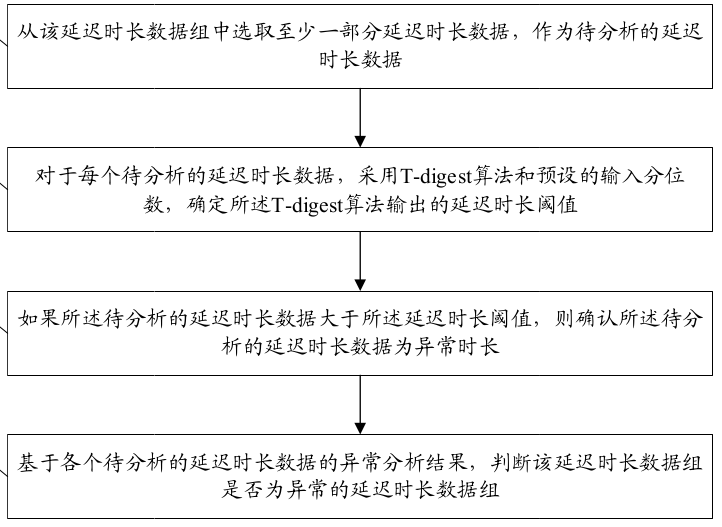 从该延迟时长数据组中选取至少一部分延迟时长数据，作为待分析的延迟
时长数据
对于每个待分析的延迟时长数据，采用T-digest算法和预设的输入分位
数，确定所述T-digest算法输出的延迟时长阈值
如果所述待分析的延迟时长数据大于所述延迟时长阈值，则确认所述待分
析的延迟时长数据为异常时长
基于各个待分析的延迟时长数据的异常分析结果，判断该延迟时长数据组
是否为异常的延迟时长数据组